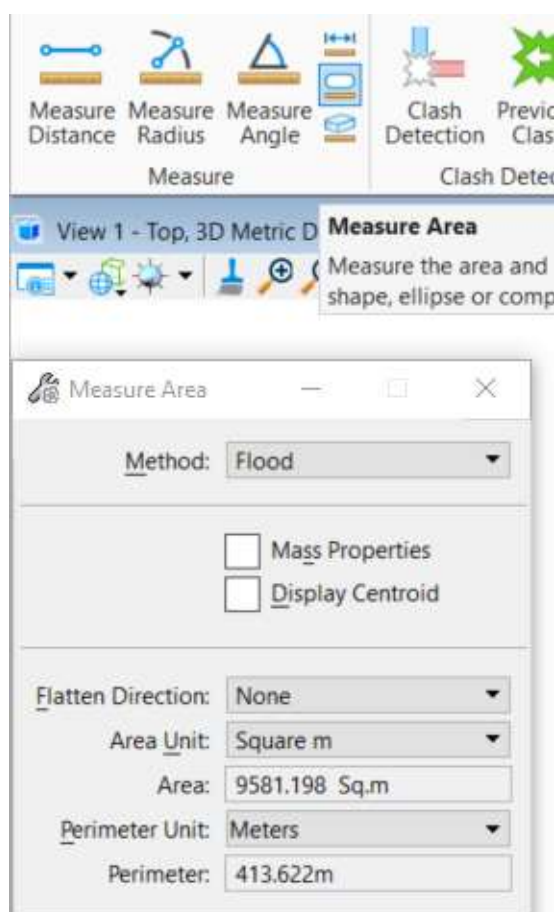 Measure Measure Measure Clash
Distance Radius Angle Detection
Measure
View 1 - Top, 3D Metric D
Measure Area
Measure the area and
shape, ellipse or comp
Measure Area
Method: Flood
Mass Properties
Display Centroid
Flatten Direction: None
Area Unit: Square m
Area: 9581.198 Sq.m
Perimeter Unit: Meters
Perimeter: 413.622m